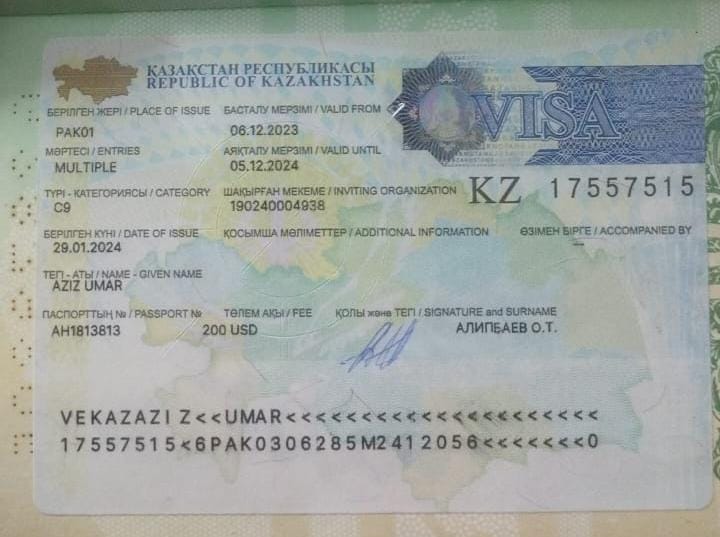 ҚАЗАҚСТАН РЕСПУБЛИКАСЫ
REPUBLIC OF KAZAKHSTAN
VISA
БЕРІЛГЕН ЖЕРІ / PLACE OF ISSUE БАСТАЛУ МЕРЗІМІ / VALID FROM
PAK01 06.12.2023
МӘРТЕСІ / ENTRIES АЯҚТАЛУ МЕРЗІМІ / VALID UNTIL
MULTIPLE 05.12.2024
ТҮРІ - КАТЕГОРИЯСЫ / CATEGORY ШАҚЫРҒАН МЕКЕМЕ / INVITING ORGANIZATION KZ 17557515
C9 190240004938
БЕРІЛГЕН КҮНІ / DATE OF ISSUE ҚОСЫМША МӘЛІМЕТТЕР / ADDITIONAL INFORMATION ӨЗІМЕН БІРГЕ / ACCOMPANIED BY
29.01.2024 —
ТЕГІ - АТЫ / NAME - GIVEN NAME
AZIZ UMAR
ПАСПОРТТЫҢ № / PASSPORT № ТӨЛЕМ АҚЫ / FEE ҚОЛЫ және ТЕГІ / SIGNATURE and SURNAME
AH1813813 200 USD АЛИПБАЕВ О.Т.
VEKAZAZIZ<<UMAR<<<<<<<<<<<<<<<<<<<<<
17557515<6PAK0306285M2412056<<<<<<<0